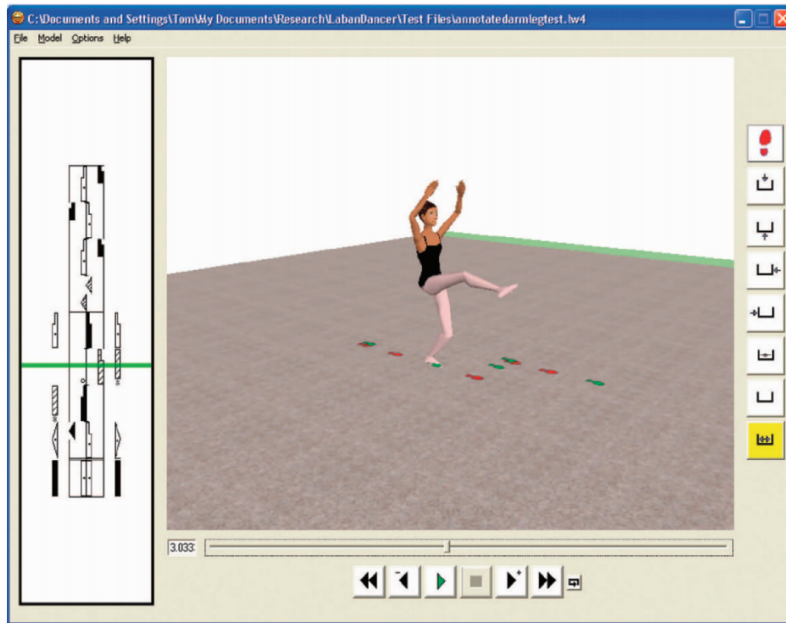 C:\Documents and Settings\Tom\My Documents\Research\LabanDancer\Test Files\annotatedarmlegtest.lw4
File Model Options Help
3.033